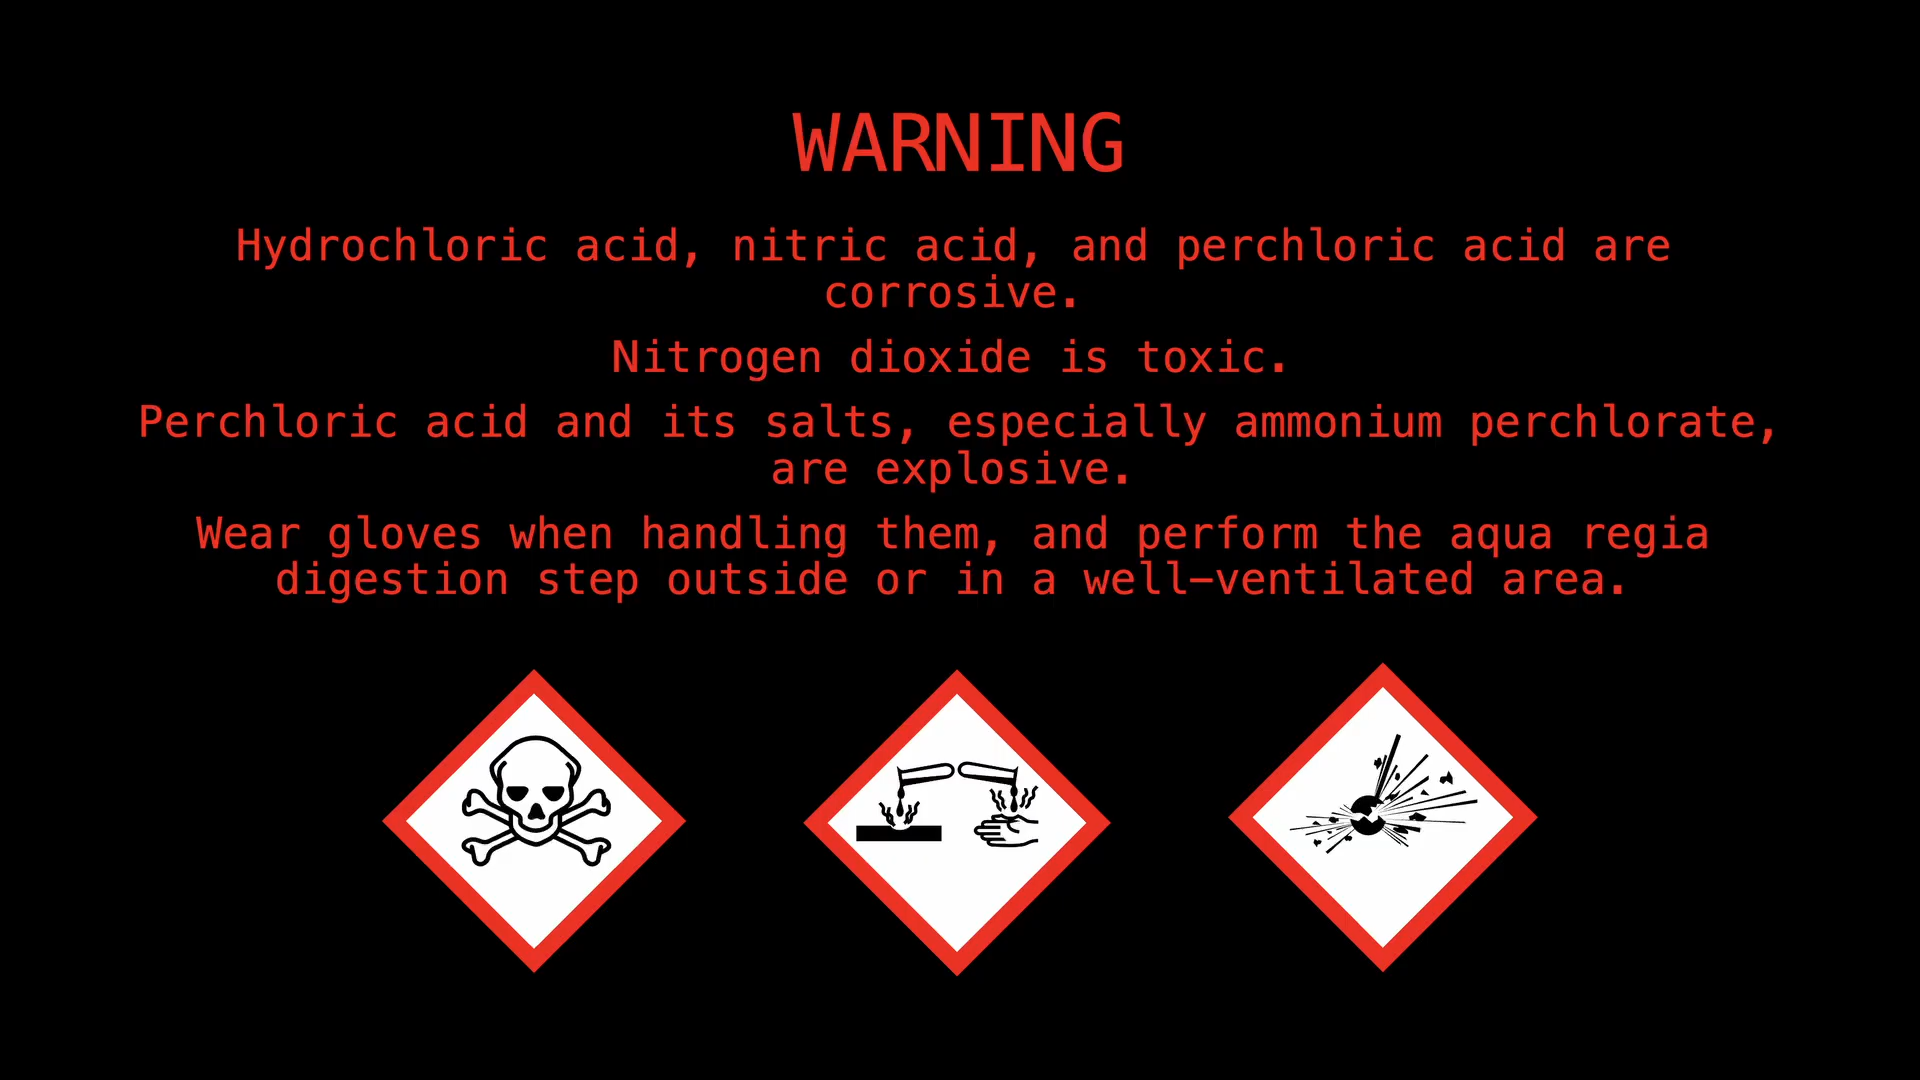 WARNING
Hydrochloric acid, nitric acid, and perchloric acid are
corrosive.
Nitrogen dioxide is toxic.
Perchloric acid and its salts, especially ammonium perchlorate,
are explosive.
Wear gloves when handling them, and perform the aqua regia
digestion step outside or in a well-ventilated area.